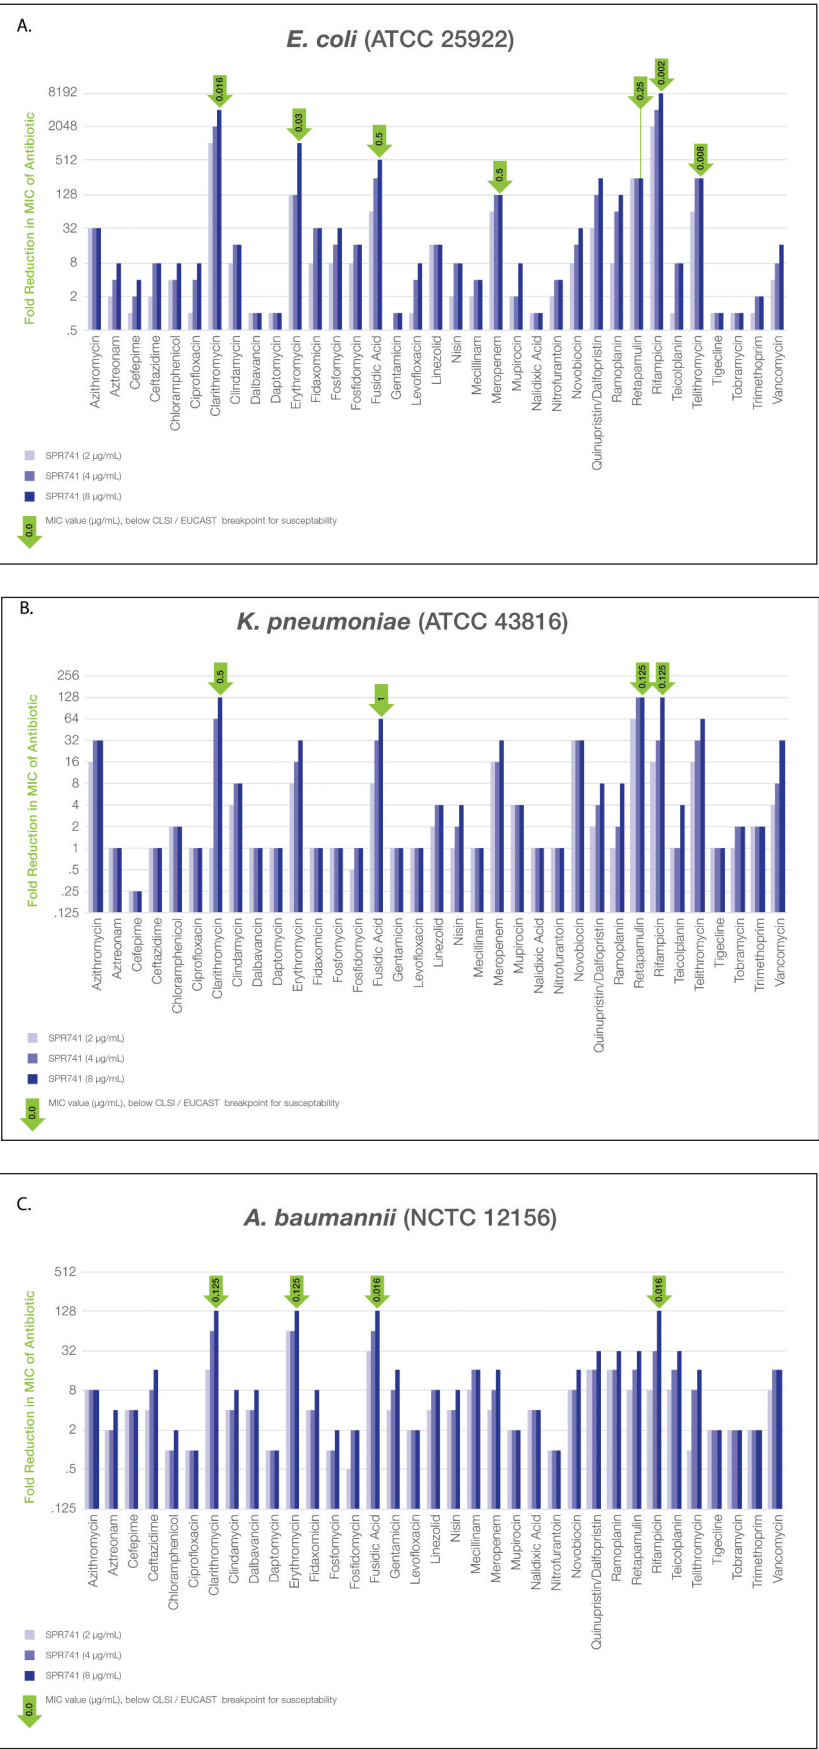 A.
E. coli (ATCC 25922)
0.016
0.03
0.5
0.5
0.25
0.002
0.008
Fold Reduction in MIC of Antibiotic
8192
2048
512
128
32
8
2
.5
Azithromycin
Aztreonam
Cefepime
Ceftazidime
Chloramphenicol
Ciprofloxacin
Clarithromycin
Clindamycin
Dalbavancin
Daptomycin
Erythromycin
Fidaxomicin
Fosfomycin
Fosfidomycin
Fusidic Acid
Gentamicin
Levofloxacin
Linezolid
Nisin
Mecillinam
Meropenem
Mupirocin
Nalidixic Acid
Nitrofurantoin
Novobiocin
Quinupristin/Dalfopristin
Ramoplanin
Retapamulin
Rifampicin
Teicolplanin
Telithromycin
Tigecline
Tobramycin
Trimethoprim
Vancomycin
SPR741 (2 µg/mL)
SPR741 (4 µg/mL)
SPR741 (8 µg/mL)
0.0 MIC value (µg/mL), below CLSI / EUCAST breakpoint for susceptability
B.
K. pneumoniae (ATCC 43816)
0.5
1
0.125
0.125
Fold Reduction in MIC of Antibiotic
256
128
64
32
16
8
4
2
1
.5
.25
.125
Azithromycin
Aztreonam
Cefepime
Ceftazidime
Chloramphenicol
Ciprofloxacin
Clarithromycin
Clindamycin
Dalbavancin
Daptomycin
Erythromycin
Fidaxomicin
Fosfomycin
Fosfidomycin
Fusidic Acid
Gentamicin
Levofloxacin
Linezolid
Nisin
Mecillinam
Meropenem
Mupirocin
Nalidixic Acid
Nitrofurantoin
Novobiocin
Quinupristin/Dalfopristin
Ramoplanin
Retapamulin
Rifampicin
Teicolplanin
Telithromycin
Tigecline
Tobramycin
Trimethoprim
Vancomycin
SPR741 (2 µg/mL)
SPR741 (4 µg/mL)
SPR741 (8 µg/mL)
0.0 MIC value (µg/mL), below CLSI / EUCAST breakpoint for susceptability
C.
A. baumannii (NCTC 12156)
0.125
0.125
0.016
0.016
Fold Reduction in MIC of Antibiotic
512
128
32
8
2
.5
.125
Azithromycin
Aztreonam
Cefepime
Ceftazidime
Chloramphenicol
Ciprofloxacin
Clarithromycin
Clindamycin
Dalbavancin
Daptomycin
Erythromycin
Fidaxomicin
Fosfomycin
Fosfidomycin
Fusidic Acid
Gentamicin
Levofloxacin
Linezolid
Nisin
Mecillinam
Meropenem
Mupirocin
Nalidixic Acid
Nitrofurantoin
Novobiocin
Quinupristin/Dalfopristin
Ramoplanin
Retapamulin
Rifampicin
Teicolplanin
Telithromycin
Tigecline
Tobramycin
Trimethoprim
Vancomycin
SPR741 (2 µg/mL)
SPR741 (4 µg/mL)
SPR741 (8 µg/mL)
0.0 MIC value (µg/mL), below CLSI / EUCAST breakpoint for susceptability